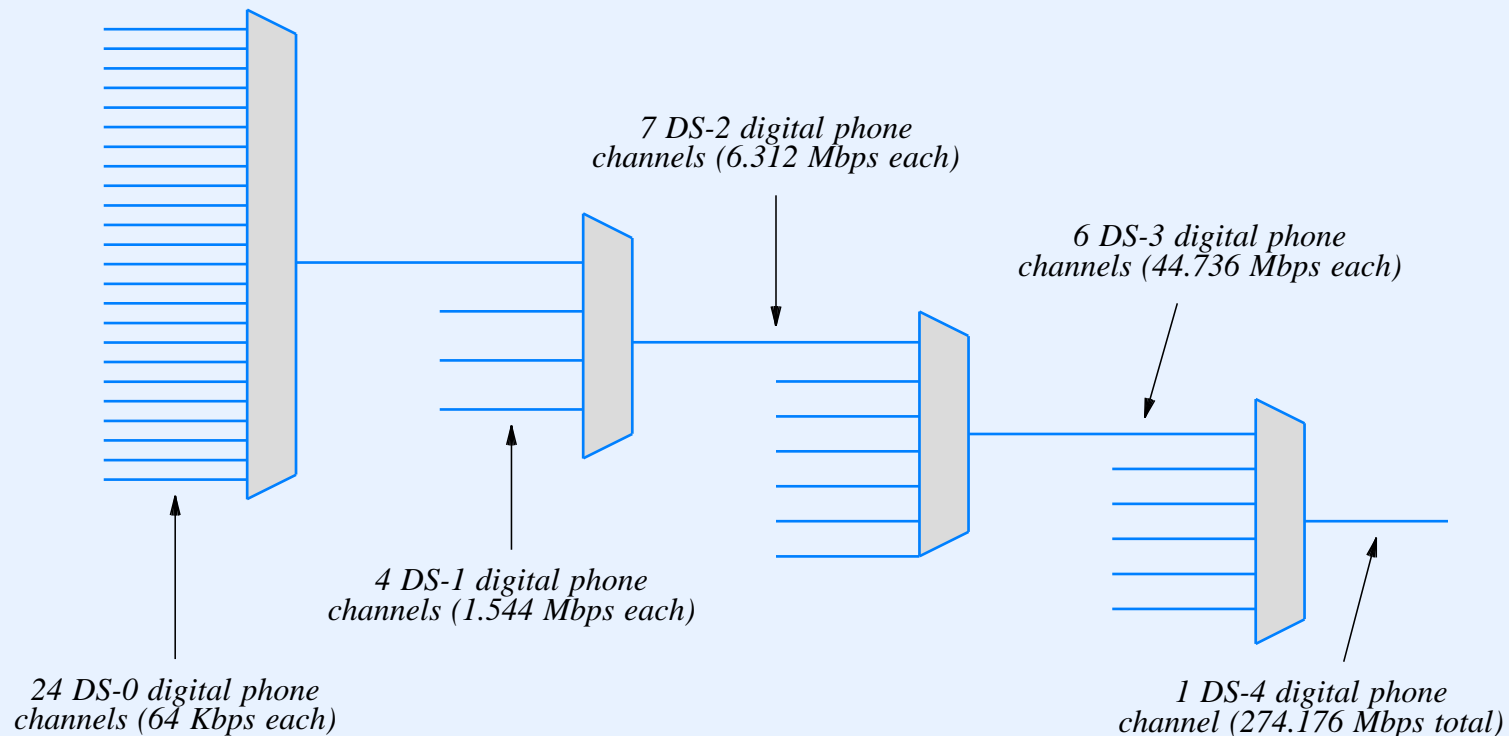 7 DS-2 digital phone
channels (6.312 Mbps each)
6 DS-3 digital phone
channels (44.736 Mbps each)
4 DS-1 digital phone
channels (1.544 Mbps each)
24 DS-0 digital phone
channels (64 Kbps each)
1 DS-4 digital phone
channel (274.176 Mbps total)